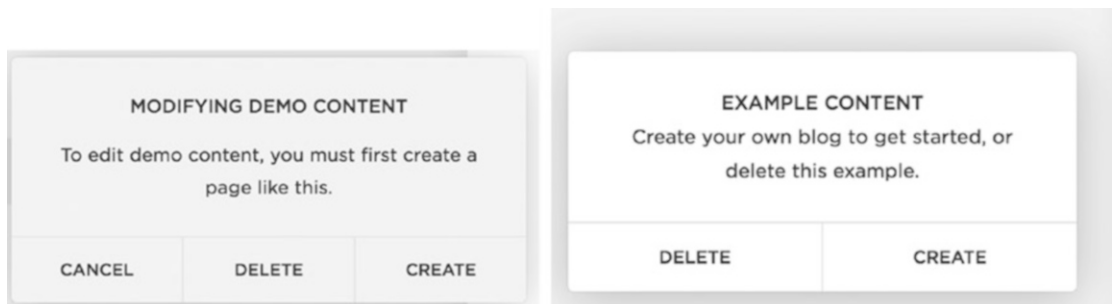 MODIFYING DEMO CONTENT
To edit demo content, you must first create a
page like this.
CANCEL
DELETE
CREATE
EXAMPLE CONTENT
Create your own blog to get started, or
delete this example.
DELETE
CREATE